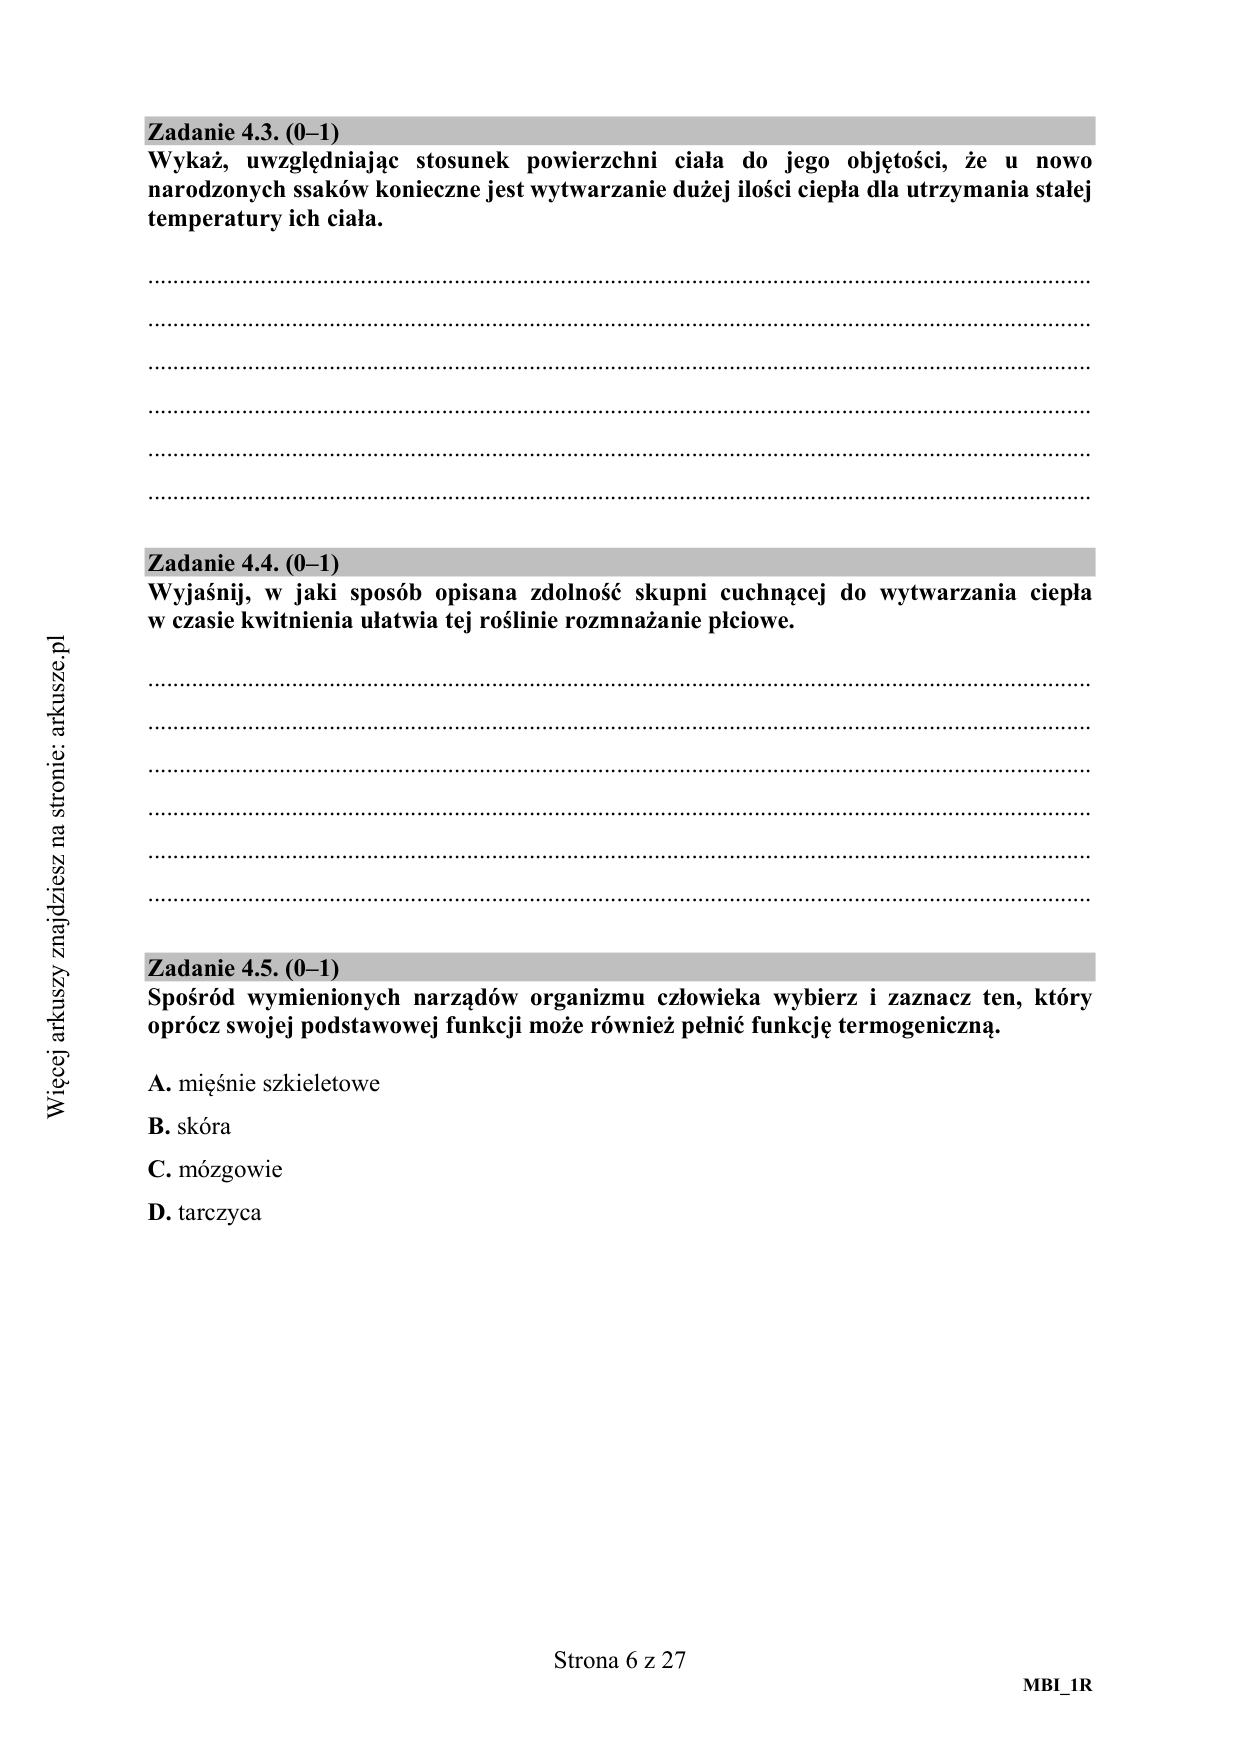 Zadanie 4.3. (0–1)
Wykaż, uwzględniając stosunek powierzchni ciała do jego objętości, że u nowo
narodzonych ssaków konieczne jest wytwarzanie dużej ilości ciepła dla utrzymania stałej
temperatury ich ciała.
Zadanie 4.4. (0–1)
Wyjaśnij, w jaki sposób opisana zdolność skupni cuchnącej do wytwarzania ciepła
w czasie kwitnienia ułatwia tej roślinie rozmnażanie płciowe.
Zadanie 4.5. (0–1)
Spośród wymienionych narządów organizmu człowieka wybierz i zaznacz ten, który
oprócz swojej podstawowej funkcji może również pełnić funkcję termogeniczną.
A. mięśnie szkieletowe
B. skóra
C. mózgowie
D. tarczyca
Więcej arkuszy znajdziesz na stronie: arkusze.pl
Strona 6 z 27
MBI_1R